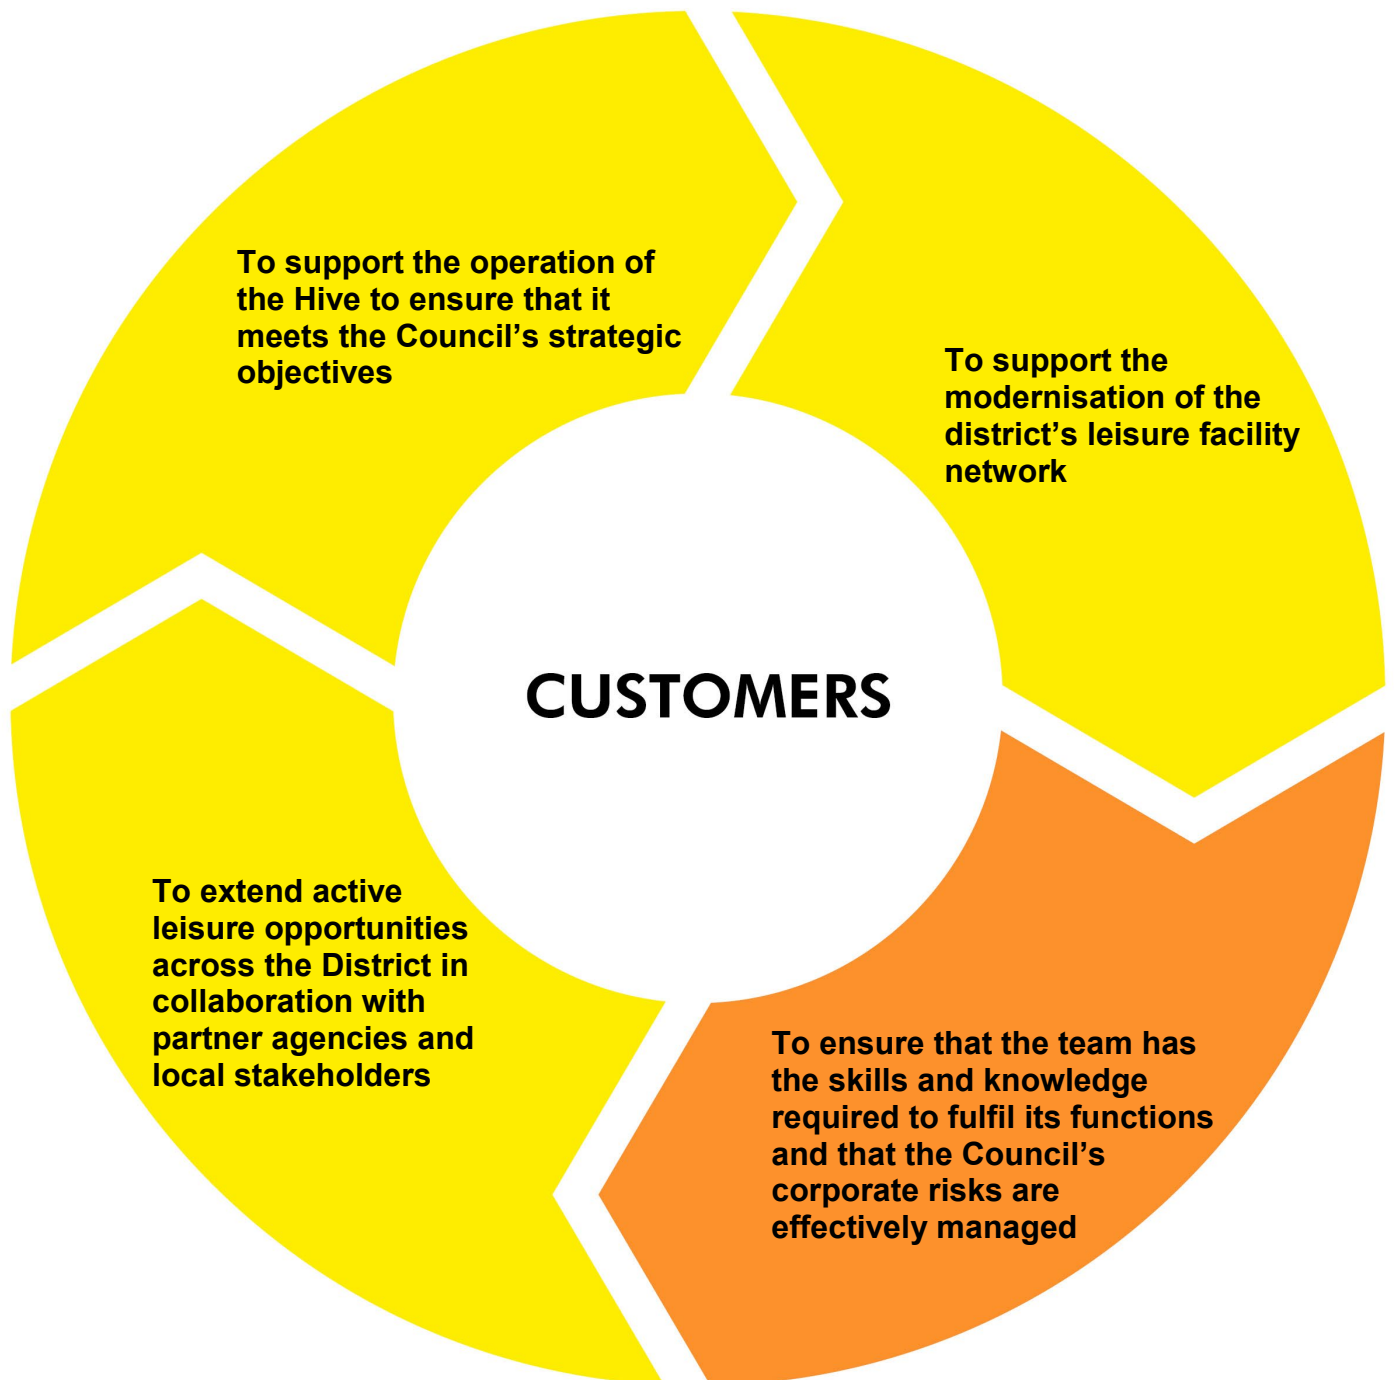 To support the operation of
the Hive to ensure that it
meets the Council’s strategic
objectives
To support the
modernisation of the
district’s leisure facility
network
CUSTOMERS
To extend active
leisure opportunities
across the District in
collaboration with
partner agencies and
local stakeholders
To ensure that the team has
the skills and knowledge
required to fulfil its functions
and that the Council’s
corporate risks are
effectively managed